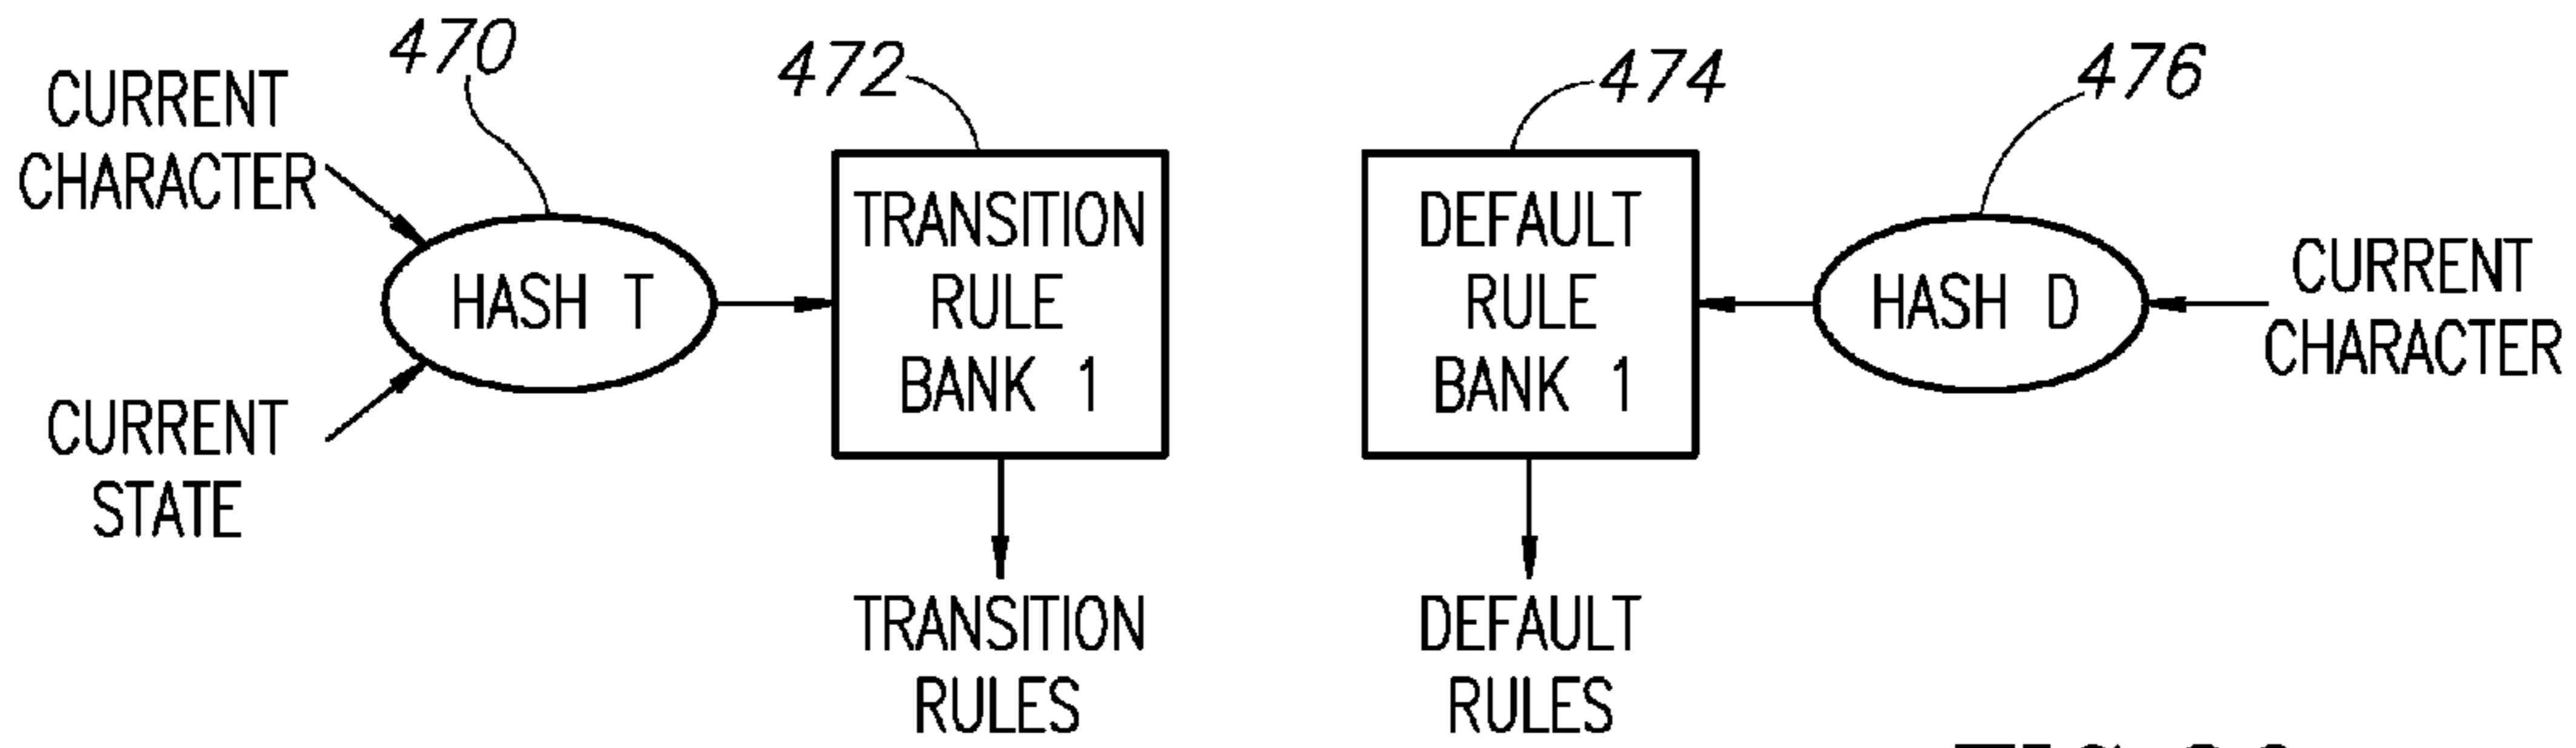 470
472
474
476
CURRENT
CHARACTER
CURRENT
STATE
HASH T
TRANSITION
RULE
BANK 1
TRANSITION
RULES
DEFAULT
RULE
BANK 1
DEFAULT
RULES
HASH D
CURRENT
CHARACTER